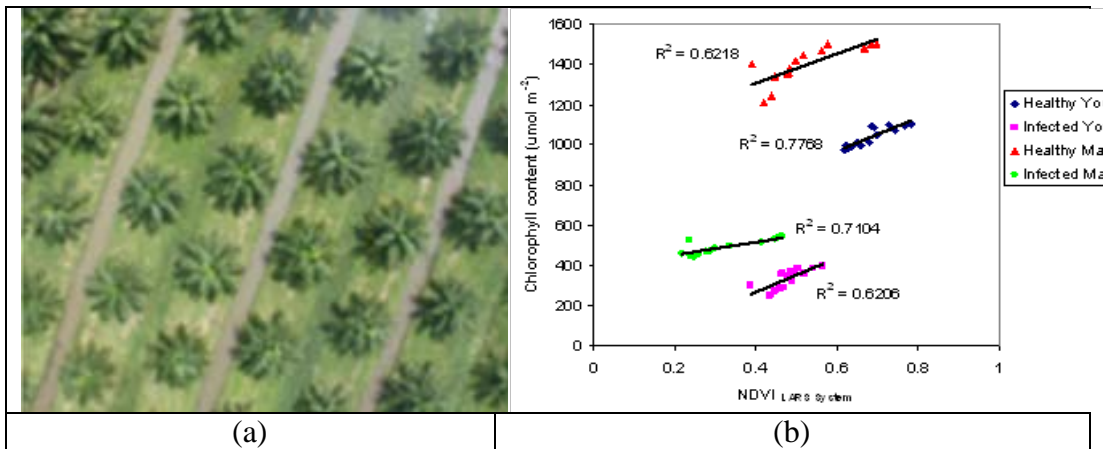 1600
1400
1200
1000
800
600
400
200
0
Chlorophyll content (umol m-2)
R2 = 0.6218
R2 = 0.7768
R2 = 0.7104
R2 = 0.6206
0 0.2 0.4 0.6 0.8 1
NDVI LARS System
Healthy Yo
Infected Yo
Healthy Ma
Infected Ma
(a) (b)